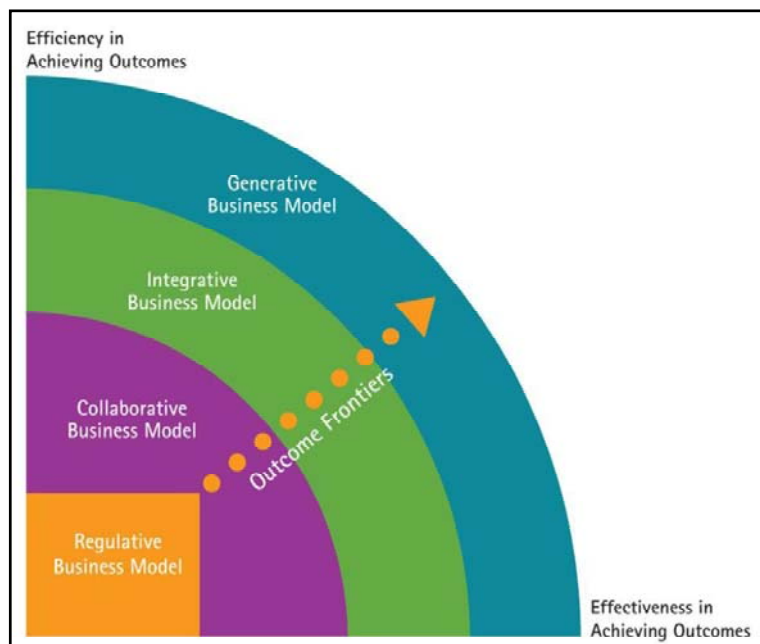 Efficiency in
Achieving Outcomes
Generative
Business Model
Integrative
Business Model
Outcome Frontiers
Collaborative
Business Model
Regulative
Business Model
Effectiveness in
Achieving Outcomes